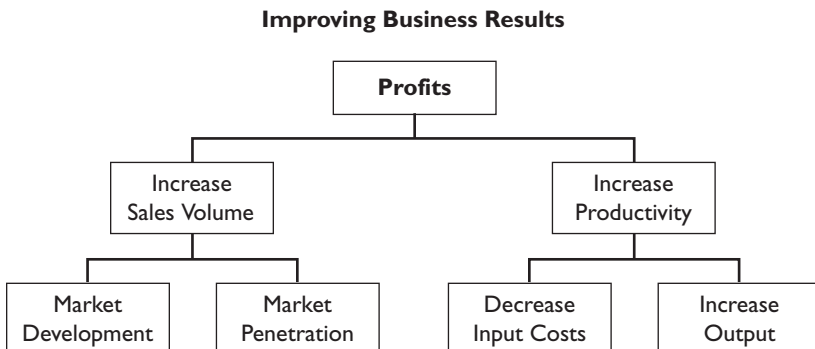 Improving Business Results
Profits
Increase
Sales Volume
Increase
Productivity
Market
Development
Market
Penetration
Decrease
Input Costs
Increase
Output